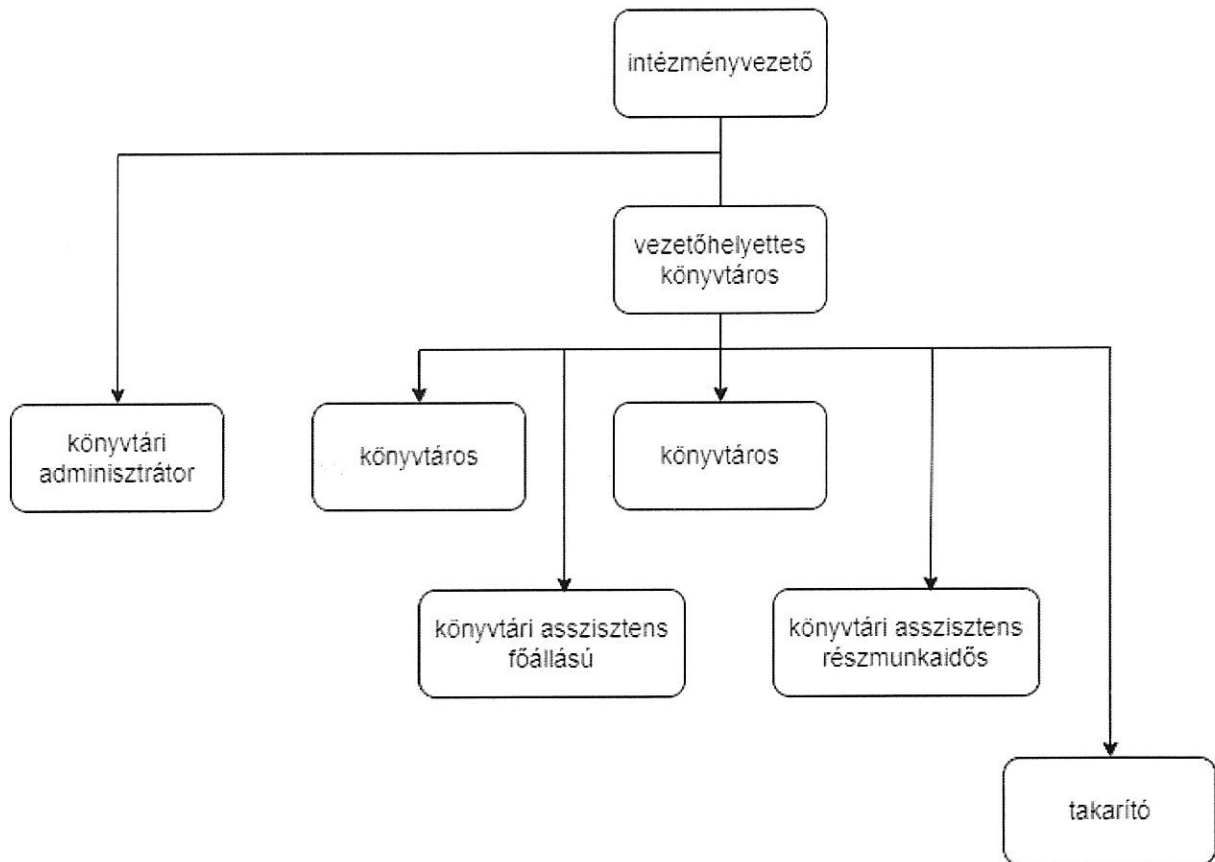 intézményvezető
vezetőhelyettes
könyvtáros
könyvtári
adminisztrátor
könyvtáros
könyvtáros
könyvtári asszisztens
főállású
könyvtári asszisztens
részmunkaidős
takarító